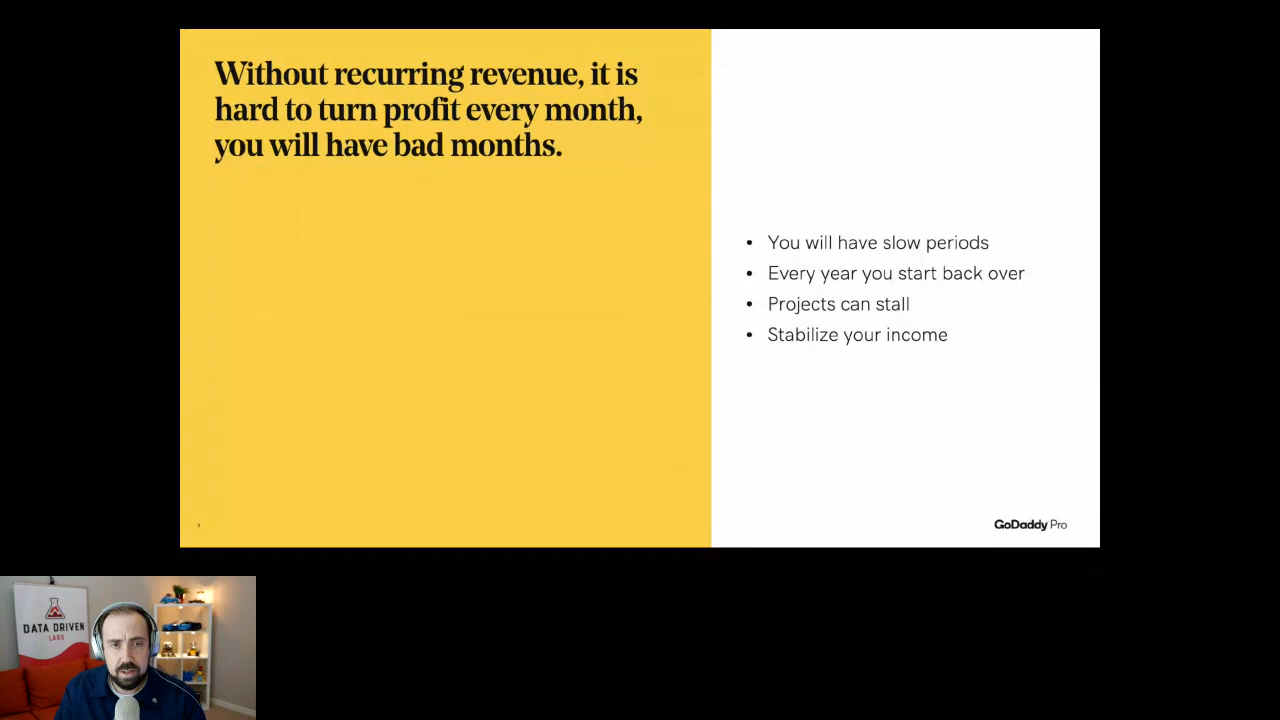 Without recurring revenue, it is
hard to turn profit every month,
you will have bad months.
• You will have slow periods
• Every year you start back over
• Projects can stall
• Stabilize your income
7
GoDaddy Pro
DATA DRIVEN
LABS